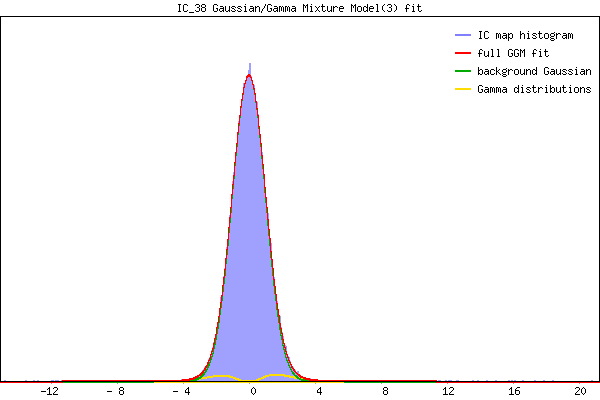 IC_38 Gaussian/Gamma Mixture Model(3) fit
IC map histogram
full GGM fit
background Gaussian
Gamma distributions
-12 -8 -4 0 4 8 12 16 20